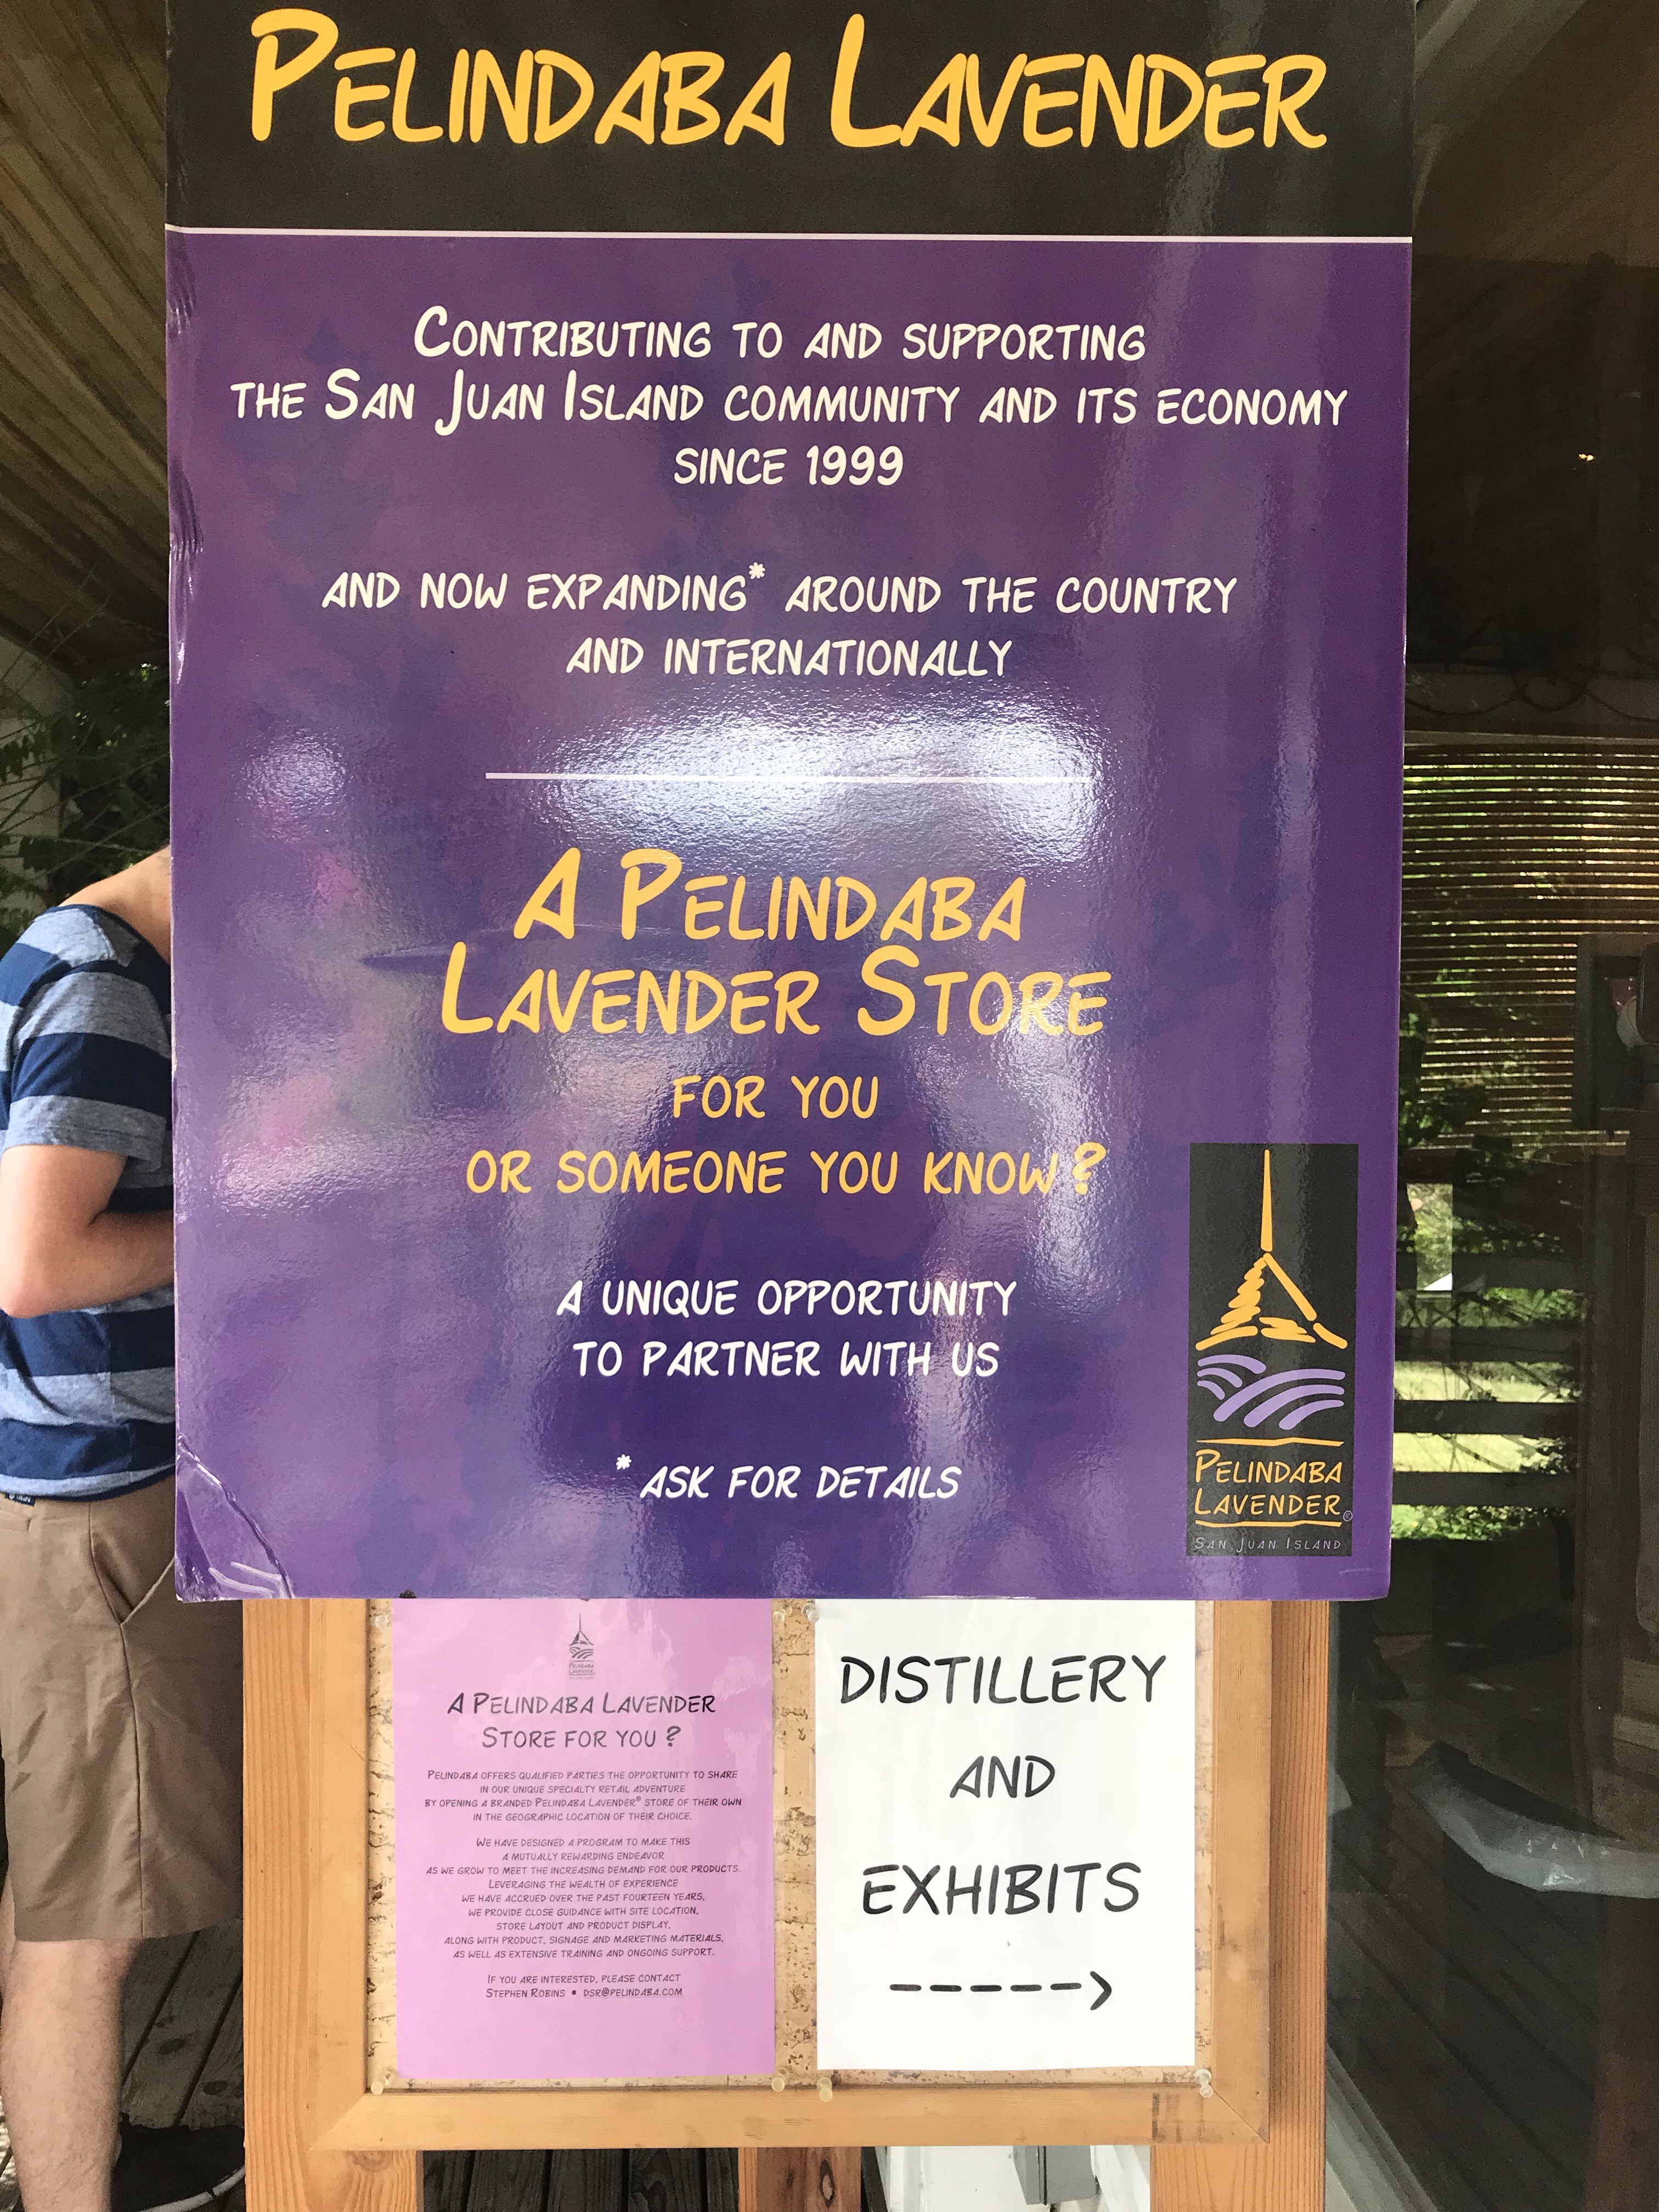 PELINDABA LAVENDER
CONTRIBUTING TO AND SUPPORTING
THE SAN JUAN ISLAND COMMUNITY AND ITS ECONOMY
SINCE 1999
AND NOW EXPANDING* AROUND THE COUNTRY
AND INTERNATIONALLY
A PELINDABA
LAVENDER STORE
FOR YOU
OR SOMEONE YOU KNOW?
A UNIQUE OPPORTUNITY
TO PARTNER WITH US
* ASK FOR DETAILS
PELINDABA
LAVENDER®
SAN JUAN ISLAND
PELINDABA
LAVENDER
A PELINDABA LAVENDER
STORE FOR YOU ?
PELINDABA OFFERS QUALIFIED PARTIES THE OPPORTUNITY TO SHARE
IN OUR UNIQUE SPECIALTY RETAIL ADVENTURE
BY OPENING A BRANDED PELINDABA LAVENDER® STORE OF THEIR OWN
IN THE GEOGRAPHIC LOCATION OF THEIR CHOICE.
WE HAVE DESIGNED A PROGRAM TO MAKE THIS
A MUTUALLY REWARDING ENDEAVOR
AS WE GROW TO MEET THE INCREASING DEMAND FOR OUR PRODUCTS.
LEVERAGING THE WEALTH OF EXPERIENCE
WE HAVE ACCRUED OVER THE PAST FOURTEEN YEARS,
WE PROVIDE CLOSE GUIDANCE WITH SITE LOCATION,
STORE LAYOUT AND PRODUCT DISPLAY,
ALONG WITH PRODUCT, SIGNAGE AND MARKETING MATERIALS,
AS WELL AS EXTENSIVE TRAINING AND ONGOING SUPPORT.
IF YOU ARE INTERESTED, PLEASE CONTACT
STEPHEN ROBINS • DSR@PELINDABA.COM
DISTILLERY
AND
EXHIBITS